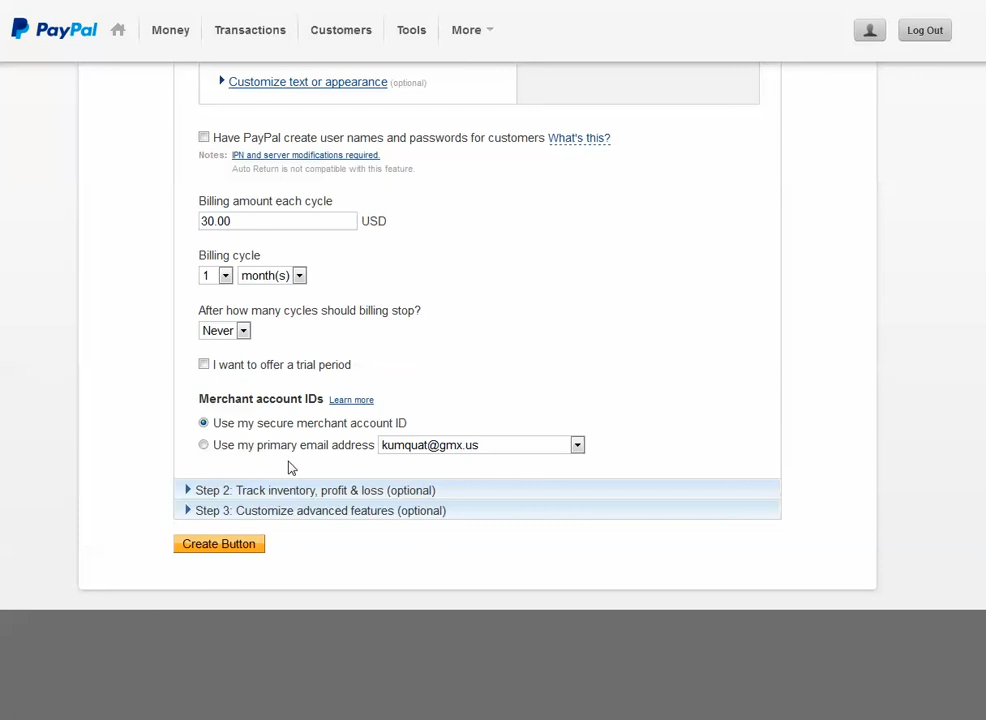 PayPal Money Transactions Customers Tools More Log Out
Customize text or appearance (optional)
Have PayPal create user names and passwords for customers What's this?
Notes: IPN and server modifications required.
Auto Return is not compatible with this feature.
Billing amount each cycle
30.00 USD
Billing cycle
1 month(s)
After how many cycles should billing stop?
Never
I want to offer a trial period
Merchant account IDs Learn more
Use my secure merchant account ID
Use my primary email address kumquat@gmx.us
Step 2: Track inventory, profit & loss (optional)
Step 3: Customize advanced features (optional)
Create Button